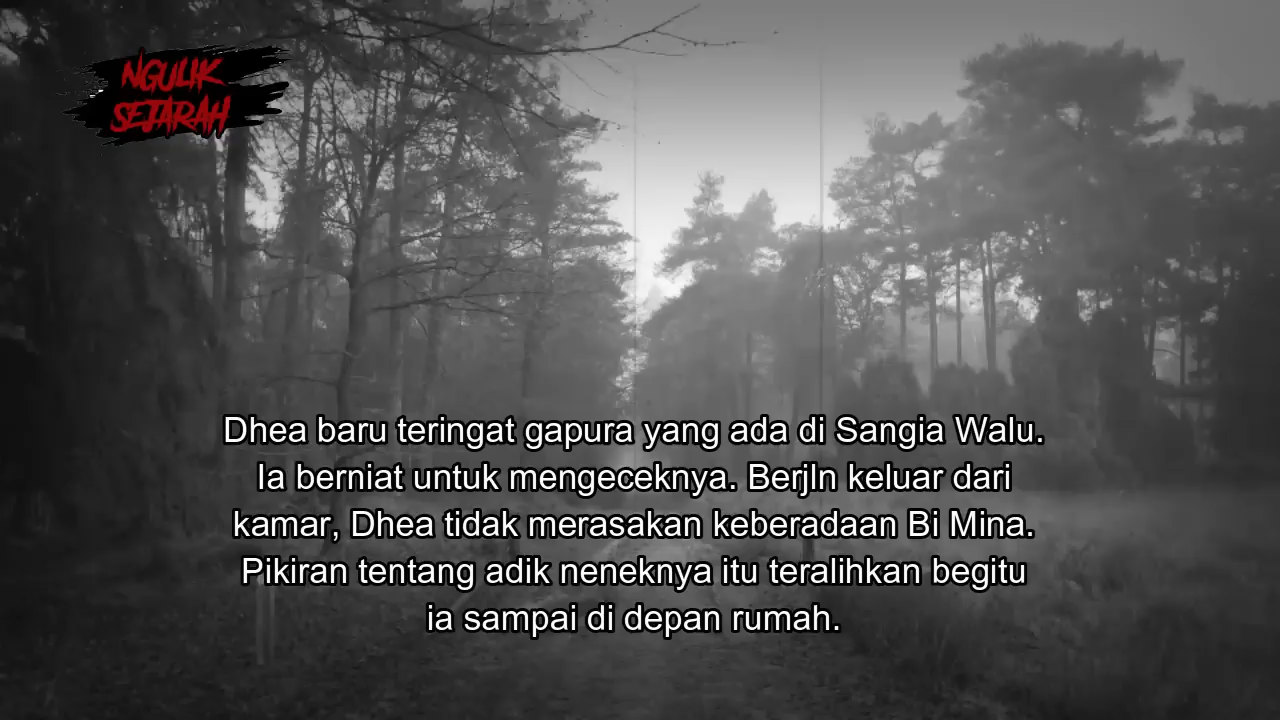 NGULIK
SEJARAH
Dhea baru teringat gapura yang ada di Sangia Walu.
Ia berniat untuk mengeceknya. Berjln keluar dari
kamar, Dhea tidak merasakan keberadaan Bi Mina.
Pikiran tentang adik neneknya itu teralihkan begitu
ia sampai di depan rumah.